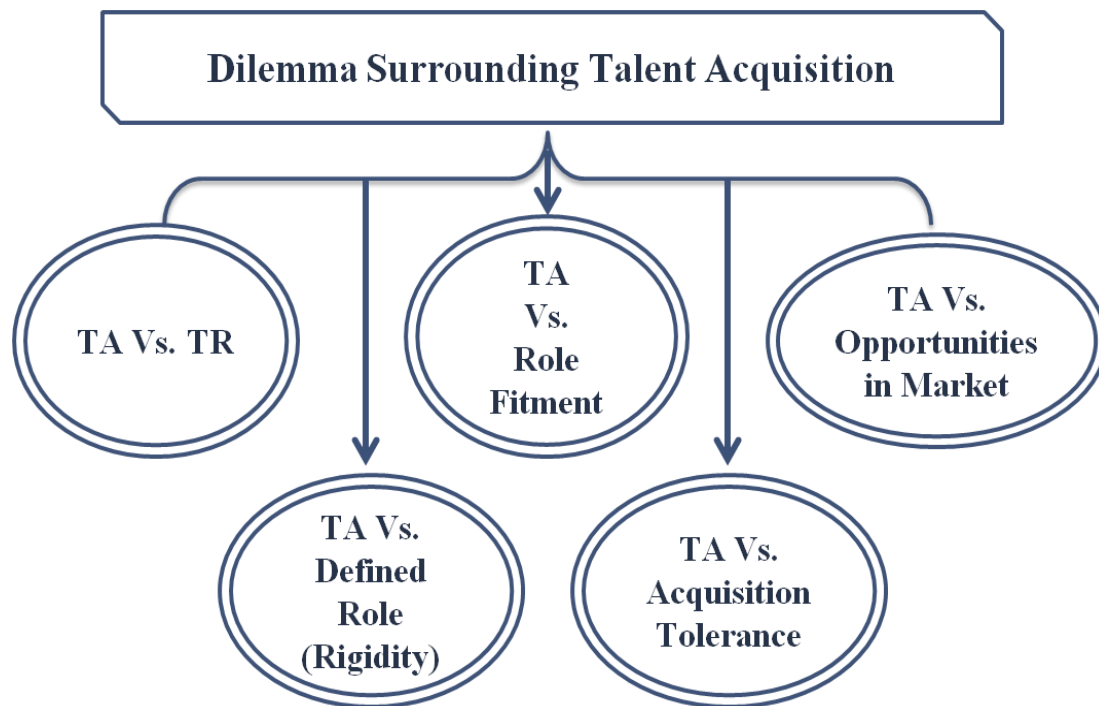 Dilemma Surrounding Talent Acquisition
TA Vs. TR
TA
Vs.
Role
Fitment
TA Vs.
Opportunities
in Market
TA Vs.
Defined
Role
(Rigidity)
TA Vs.
Acquisition
Tolerance